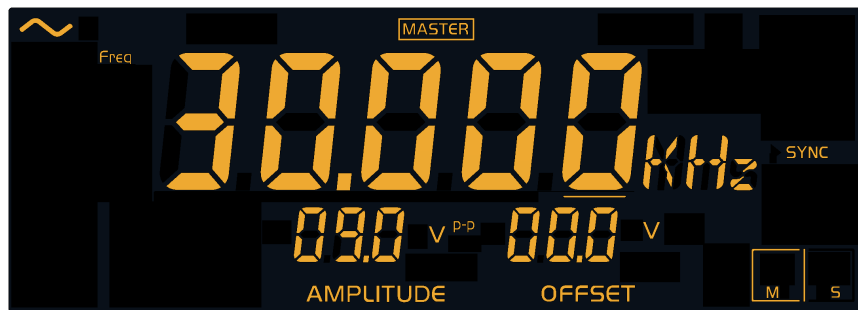 MASTER
Freq
30.000 KHz
SYNC
09.0 V p-p 00.0 V
AMPLITUDE OFFSET
M S